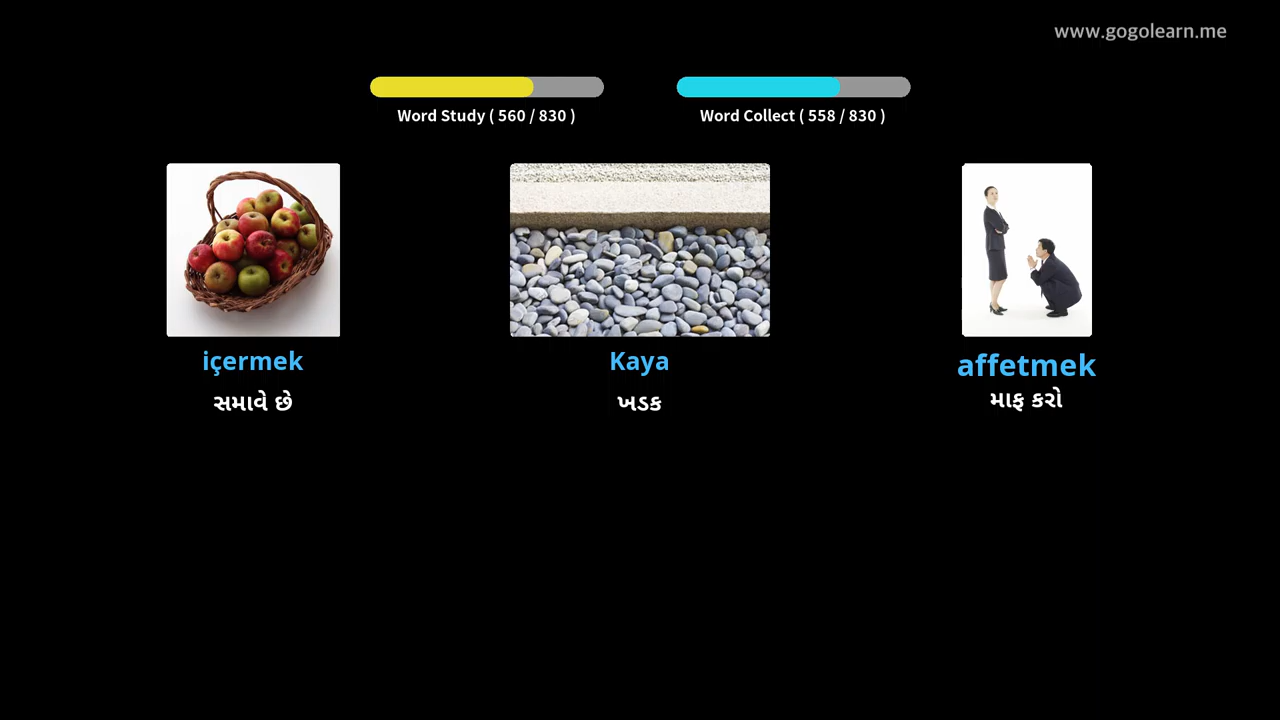 www.gogolearn.me
Word Study ( 560 / 830 )
Word Collect ( 558 / 830 )
içermek
સમાવે છે
Kaya
ખડક
affetmek
માફ કરો